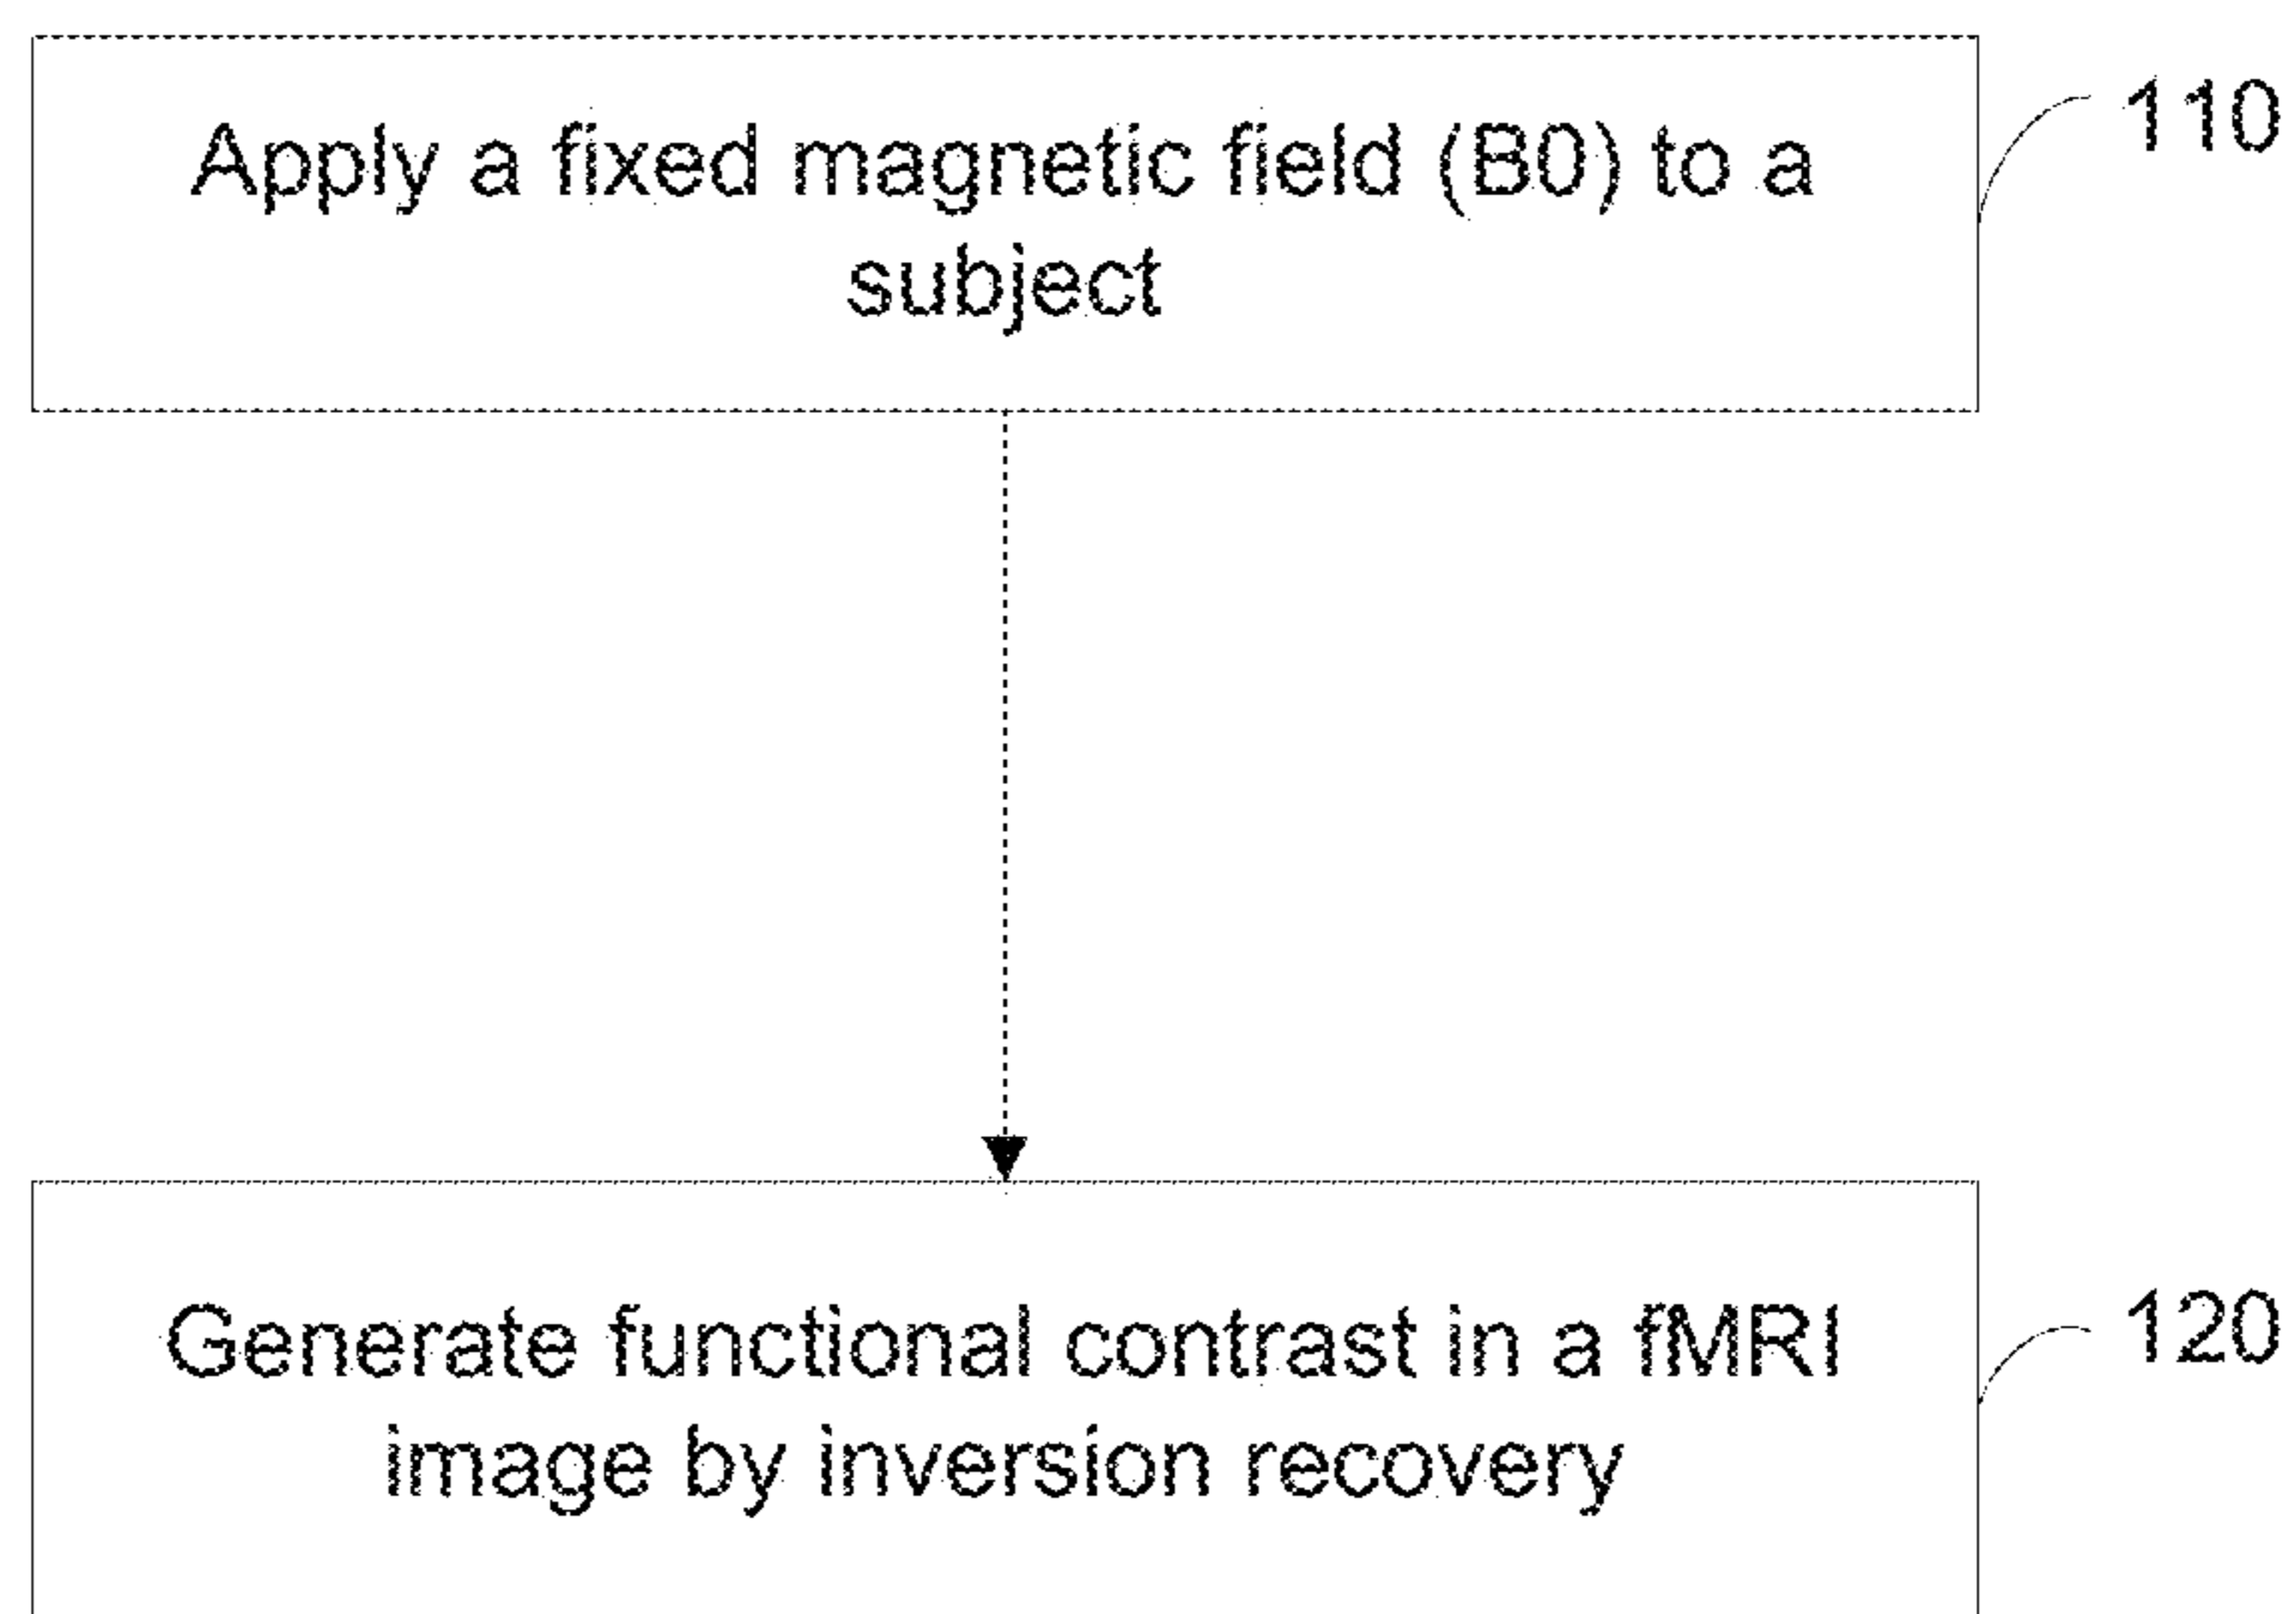 Apply a fixed magnetic field (B0) to a
subject
110
Generate functional contrast in a fMRI
image by inversion recovery
120